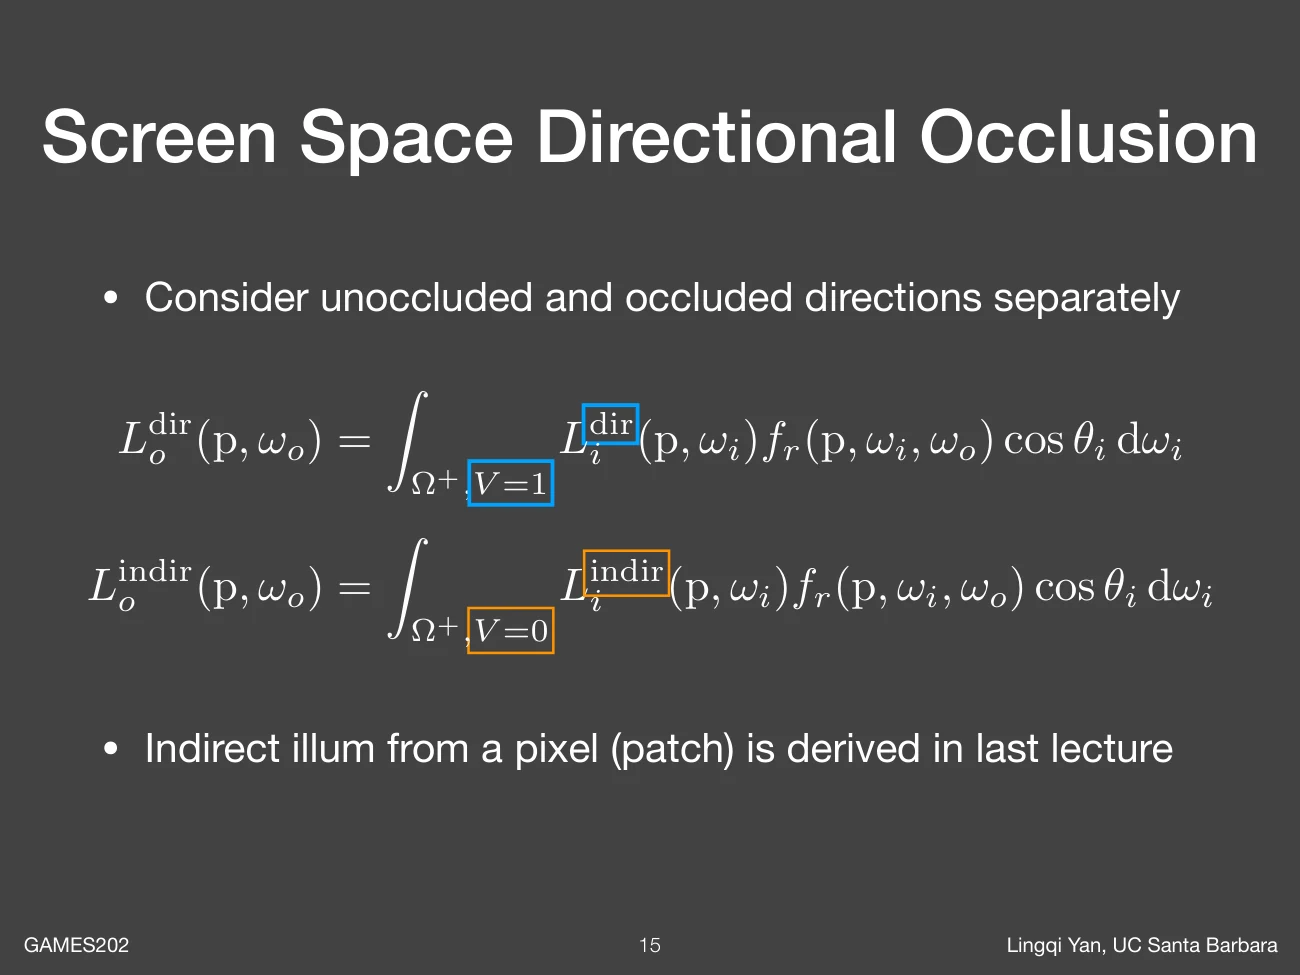 Screen Space Directional Occlusion
• Consider unoccluded and occluded directions separately
L_o^{dir}(p, ω_o) = ∫_{Ω^+, V=1} L_i^{dir}(p, ω_i) f_r(p, ω_i, ω_o) cos θ_i dω_i
L_o^{indir}(p, ω_o) = ∫_{Ω^+, V=0} L_i^{indir}(p, ω_i) f_r(p, ω_i, ω_o) cos θ_i dω_i
• Indirect illum from a pixel (patch) is derived in last lecture
GAMES202 15 Lingqi Yan, UC Santa Barbara